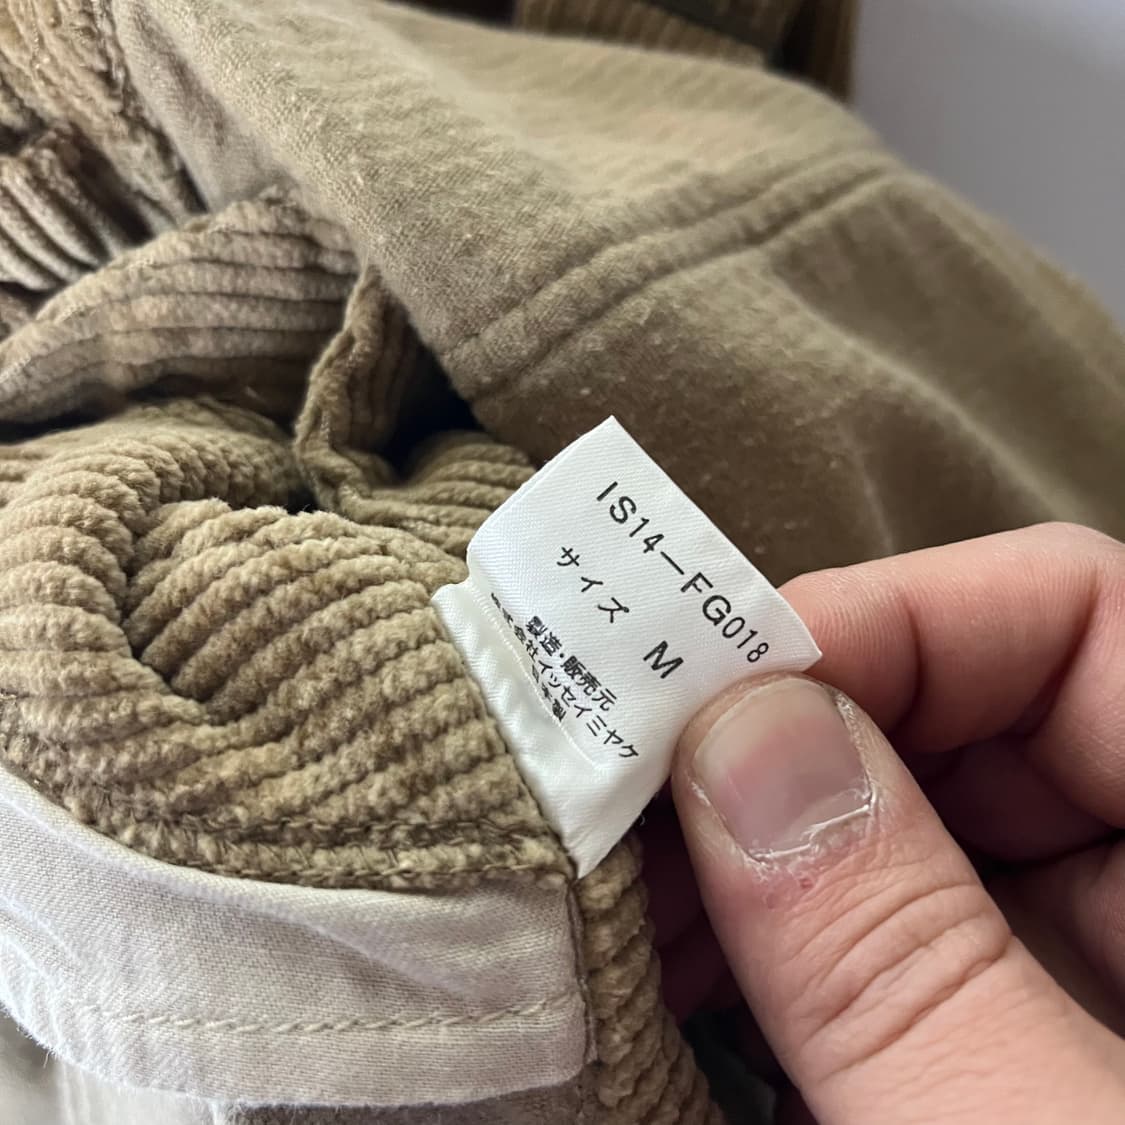 IS14—FG018
サイズ M
製造・販売元
株式会社イッセイミヤケ
日本製